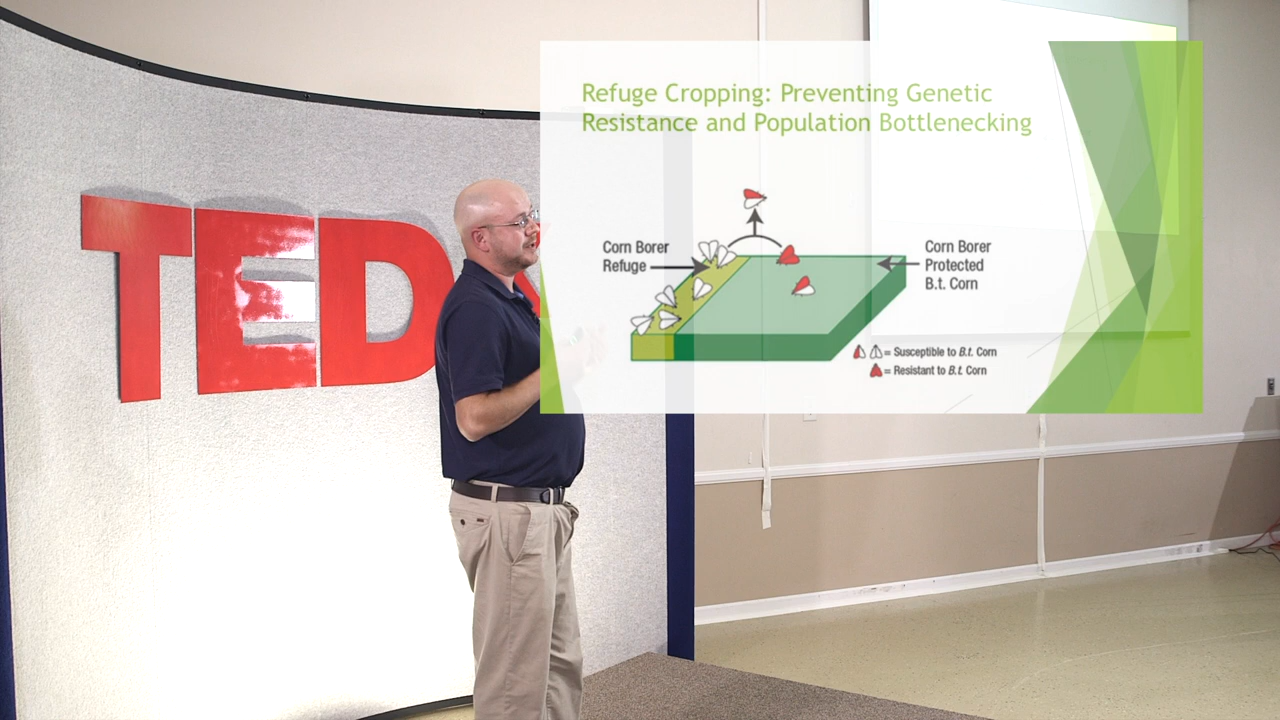 TED
Refuge Cropping: Preventing Genetic
Resistance and Population Bottlenecking
Corn Borer
Refuge
Corn Borer
Protected
B.t. Corn
= Susceptible to B.t. Corn
= Resistant to B.t. Corn